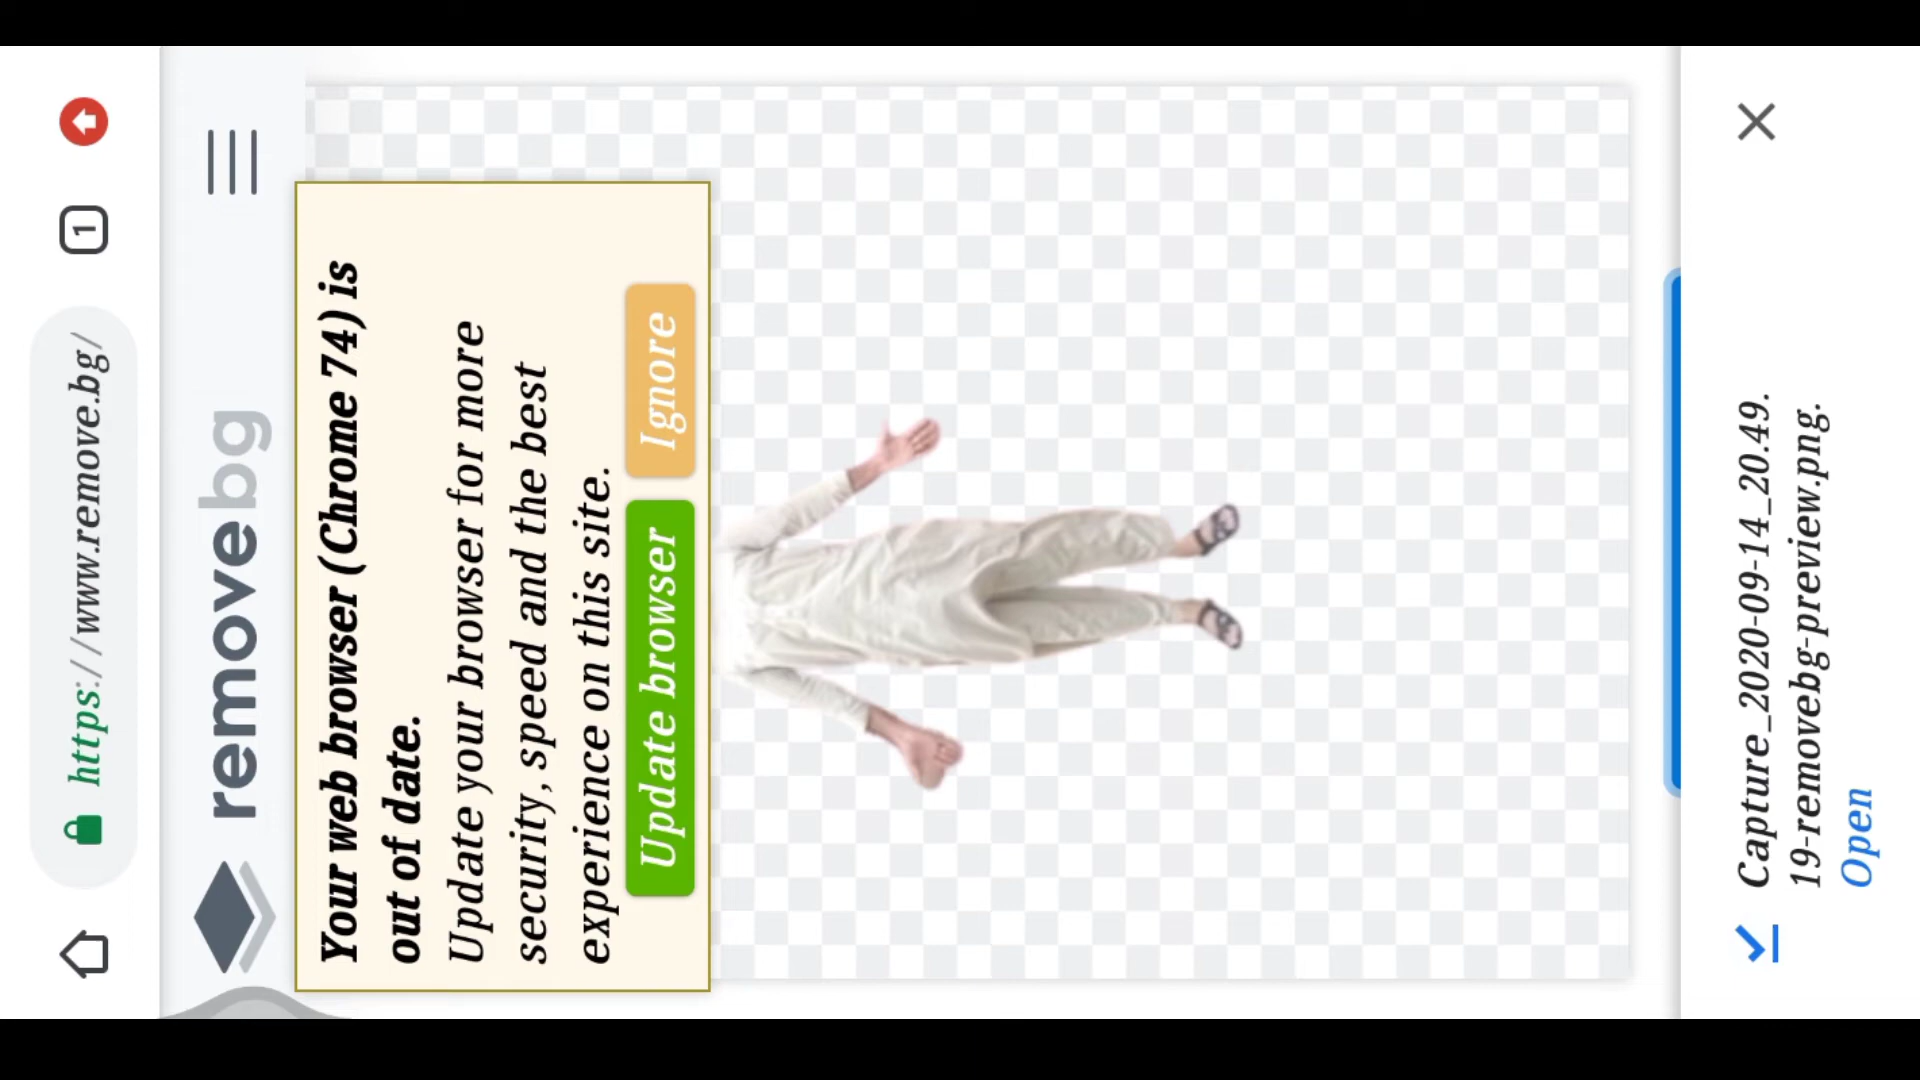 https://www.remove.bg/
1
removebg
Your web browser (Chrome 74) is
out of date.
Update your browser for more
security, speed and the best
experience on this site.
Update browser
Ignore
Capture_2020-09-14_20.49.
19-removebg-preview.png.
Open